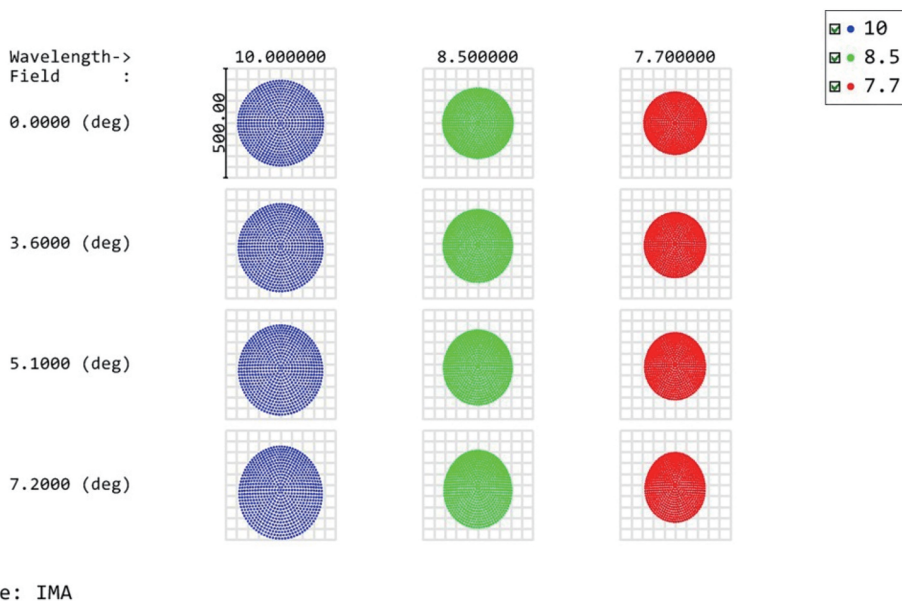 10
8.5
7.7
Wavelength-> 10.000000 8.500000 7.700000
Field :
500.00
0.0000 (deg)
3.6000 (deg)
5.1000 (deg)
7.2000 (deg)
e: IMA